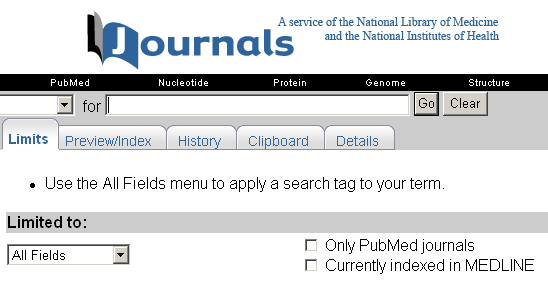 Journals
A service of the National Library of Medicine
and the National Institutes of Health
PubMed Nucleotide Protein Genome Structure
for Go Clear
Limits Preview/Index History Clipboard Details
Use the All Fields menu to apply a search tag to your term.
Limited to:
All Fields
Only PubMed journals
Currently indexed in MEDLINE